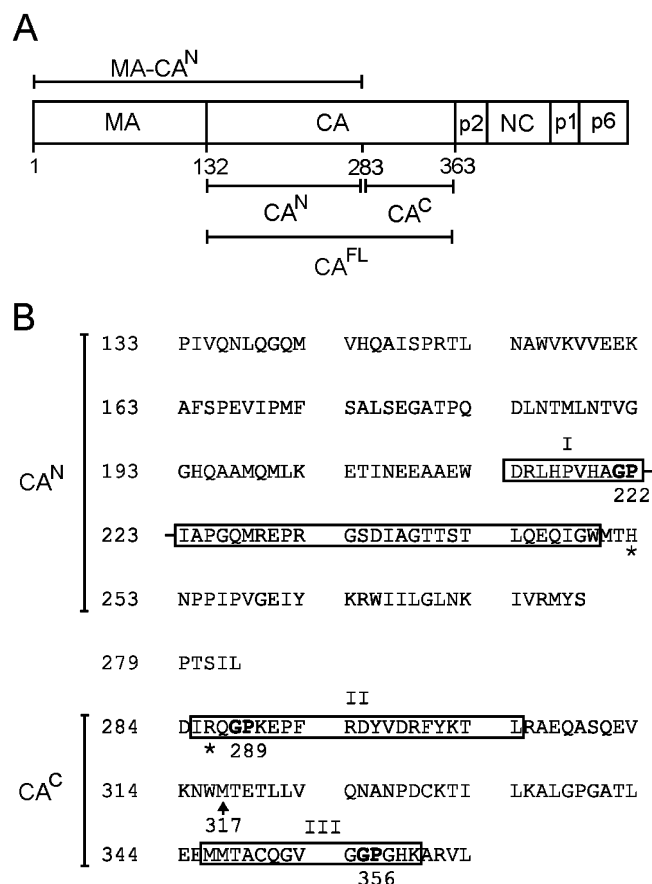 A
MA-CA^N
MA CA p2 NC p1 p6
1 132 283 363
CA^N CA^C
CA^FL
B
133 PIVQNLQGQM VHQAISPRTL NAWVKVVEEK
163 AFSPEVIPMF SALSEGATPQ DLNTMLNTVG
I
CA^N 193 GHQAAMQMLK ETINEEAAEW DRLHPVHAGP
222
223 IAPGQMREPR GSDIAGTTST LQEQIGWMTH
*
253 NPPIPVGEIY KRWIILGLNK IVRMYS
279 PTSIL
II
284 DIRQGPKEPF RDYVDRFYKT LRAEQASQEV
* 289
CA^C 314 KNWMTETLLV QNANPDCKTI LKALGPGATL
317 III
344 EEMMTACQGV GGPGHKARVL
356